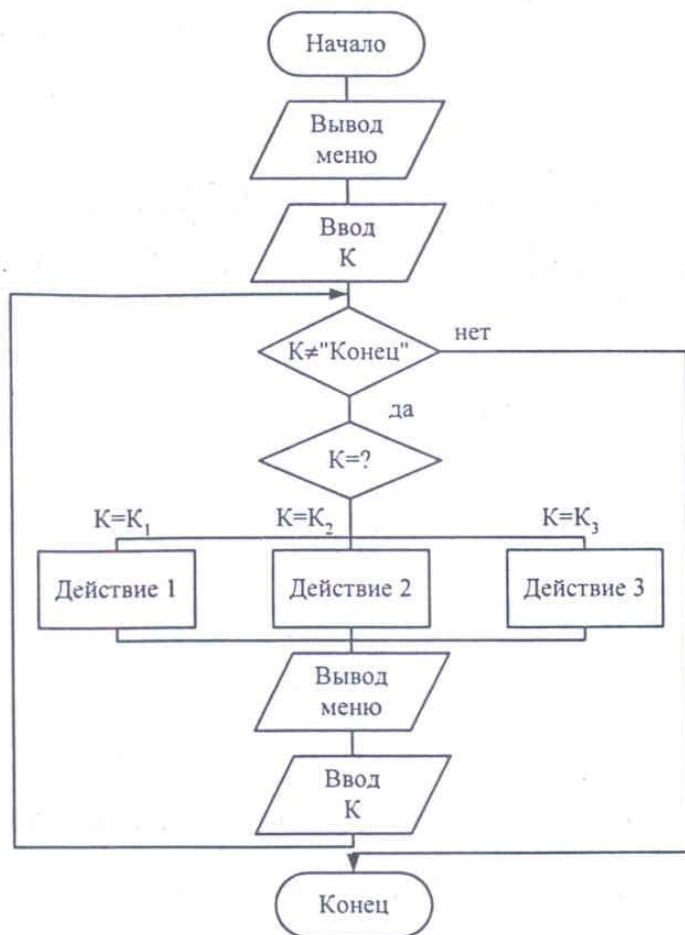 Начало
Вывод
меню
Ввод
К
К≠"Конец"
нет
да
К=?
К=К₁
К=К₂
К=К₃
Действие 1
Действие 2
Действие 3
Вывод
меню
Ввод
К
Конец